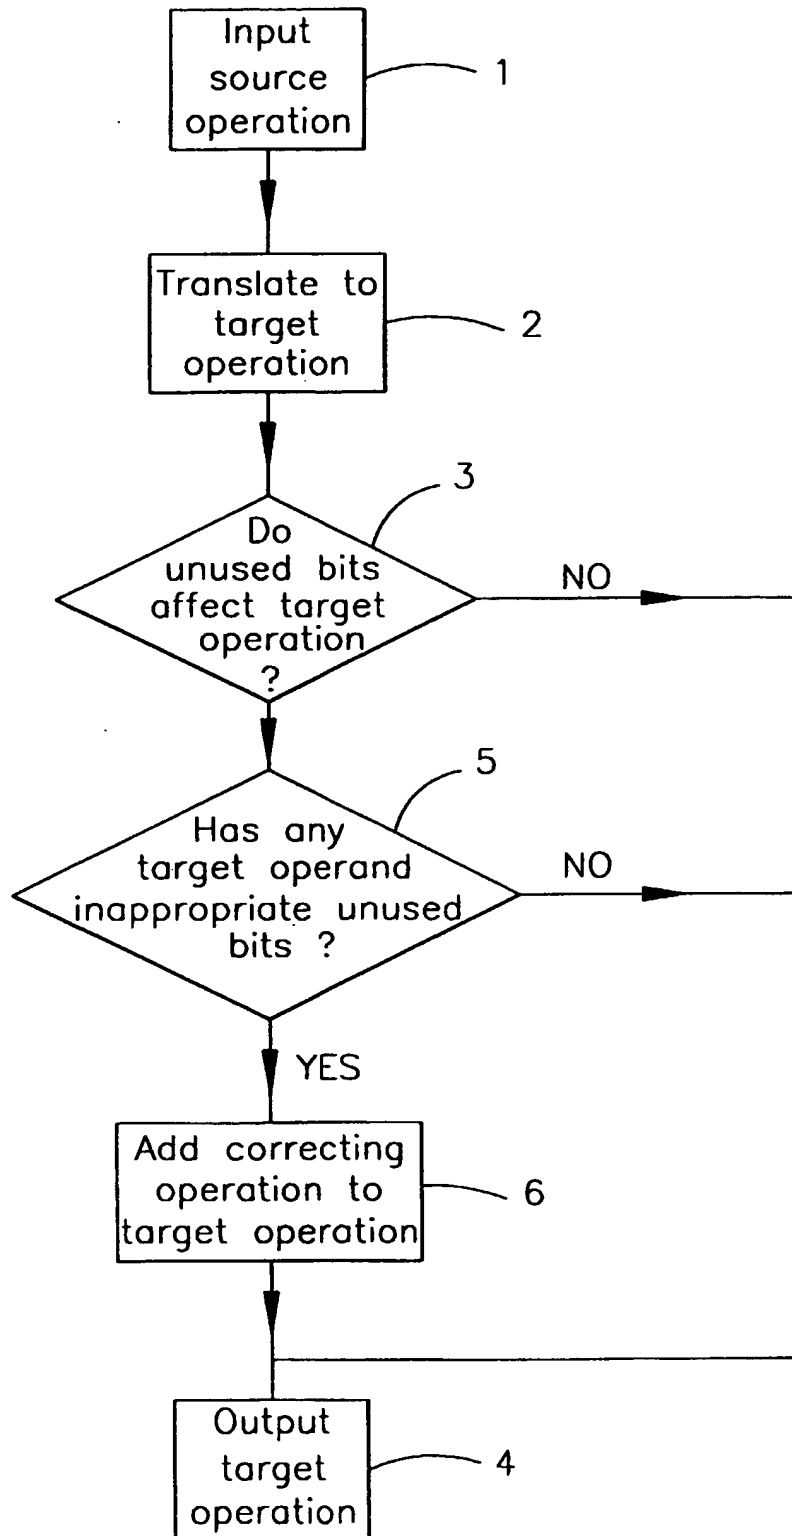 Input
source
operation
1
Translate to
target
operation
2
3
Do
unused bits
affect target
operation
?
NO
5
Has any
target operand
inappropriate unused
bits ?
NO
YES
Add correcting
operation to
target operation
6
Output
target
operation
4